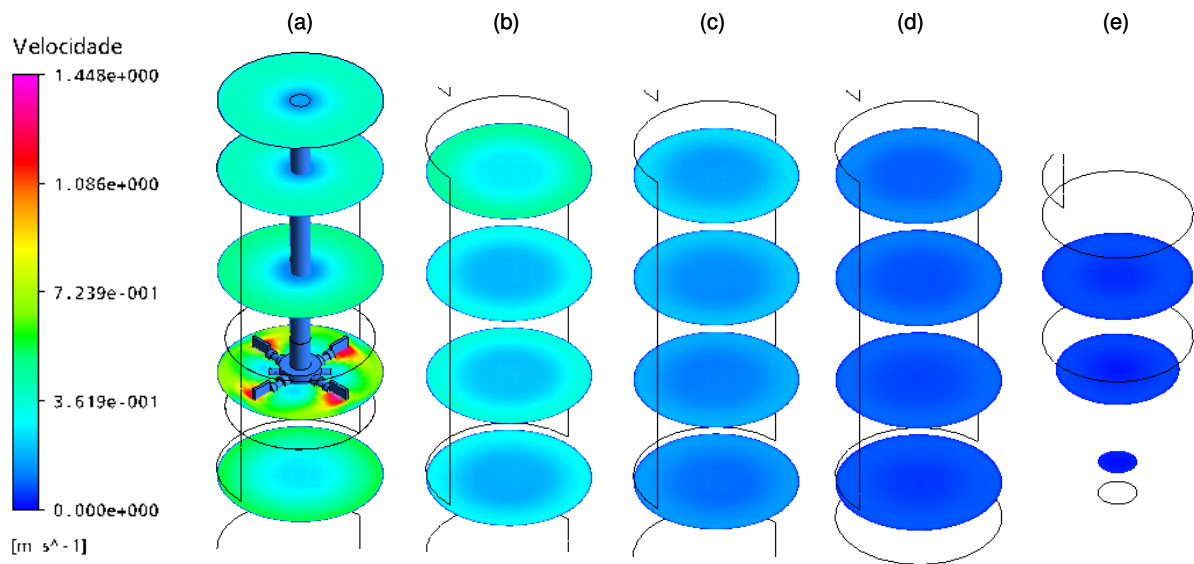 (a) (b) (c) (d) (e)
Velocidade
1.448e+000
1.086e+000
7.239e-001
3.619e-001
0.000e+000
[m s^-1]